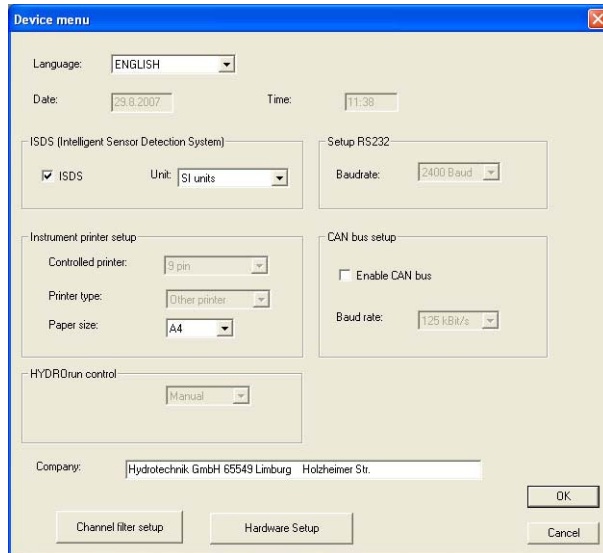 Device menu
Language: ENGLISH
Date: 29.8.2007 Time: 11:38
ISDS (Intelligent Sensor Detection System)
ISDS Unit: SI units
Setup RS232
Baudrate: 2400 Baud
Instrument printer setup
Controlled printer: 9 pin
Printer type: Other printer
Paper size: A4
CAN bus setup
Enable CAN bus
Baud rate: 125 kBit/s
HYDROrun control
Manual
Company: Hydrotechnik GmbH 65549 Limburg Holzheimer Str.
OK
Channel filter setup Hardware Setup Cancel